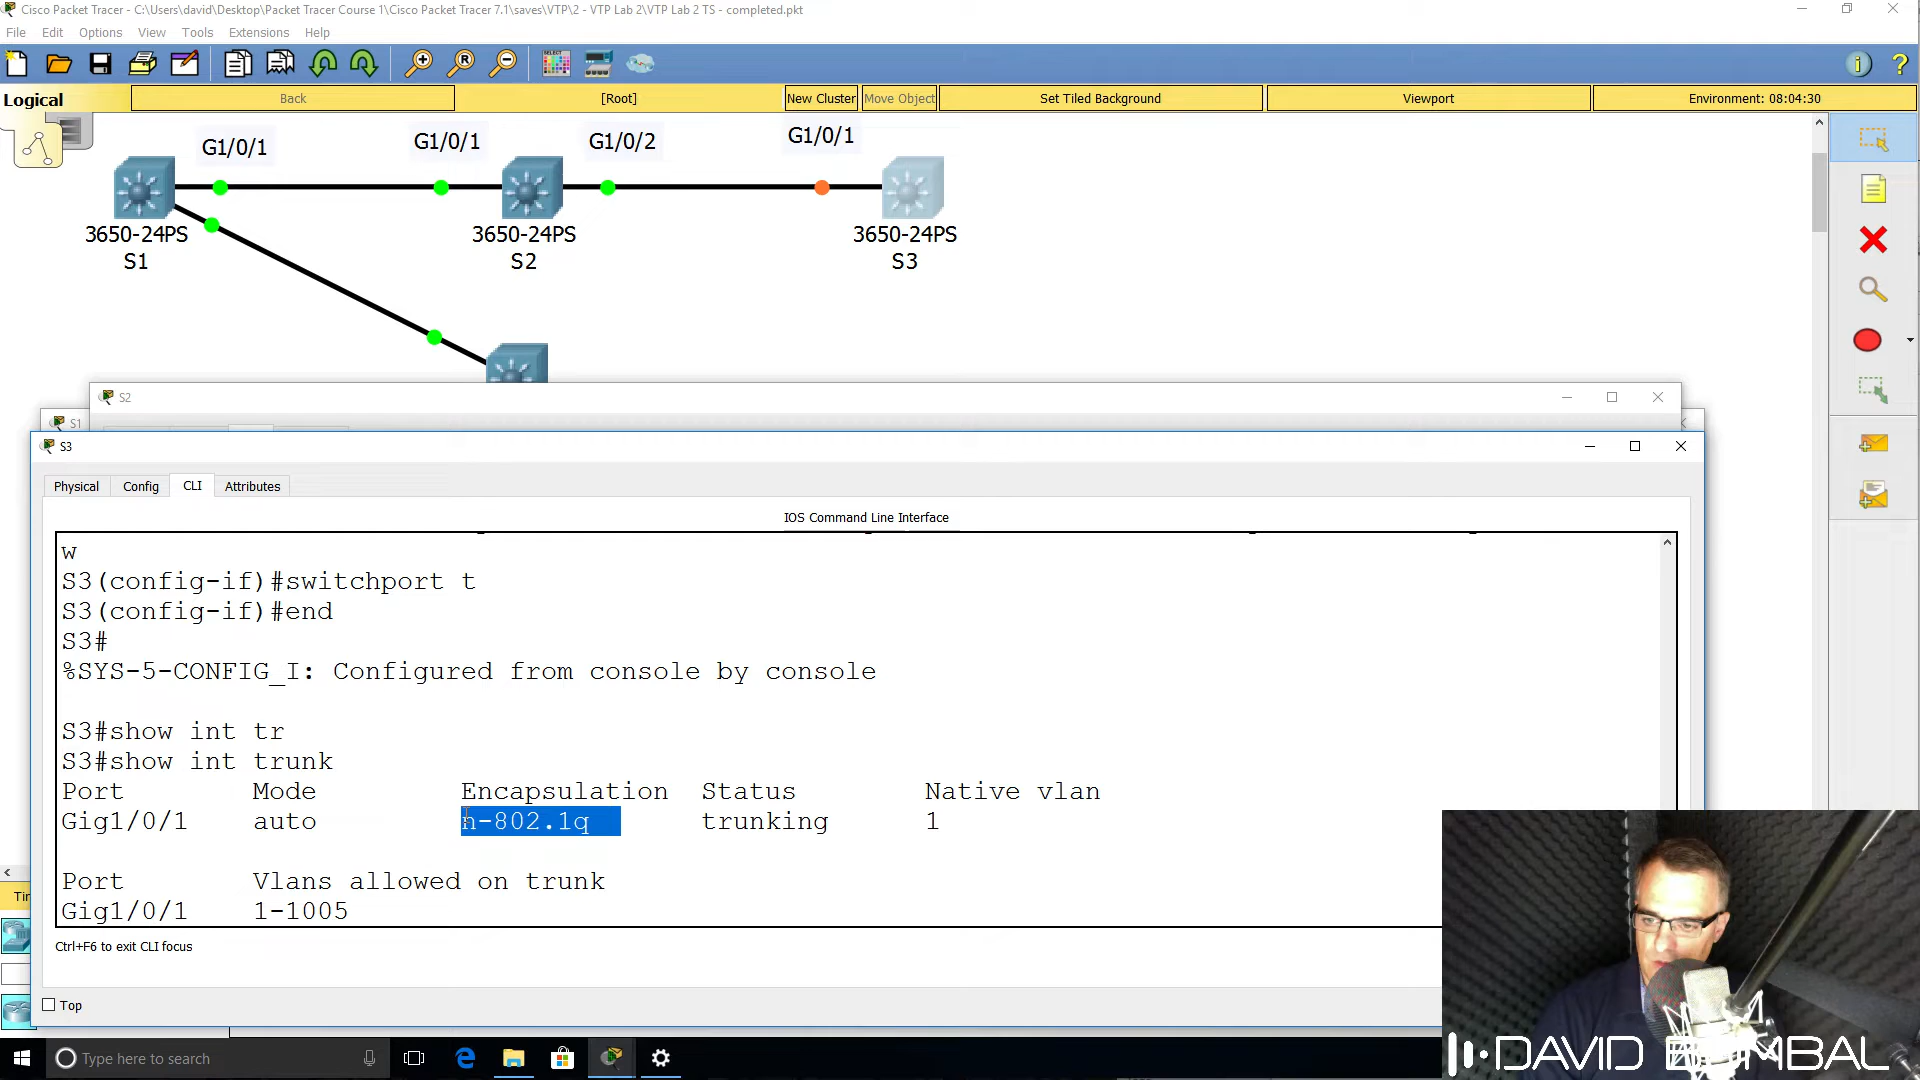 Cisco Packet Tracer - C:\Users\david\Desktop\Packet Tracer Course 1\Cisco Packet Tracer 7.1\saves\VTP\2 - VTP Lab 2\VTP Lab 2 TS - completed.pkt
File Edit Options View Tools Extensions Help
Logical Back [Root] New Cluster Move Object Set Tiled Background Viewport Environment: 08:04:30
G1/0/1 G1/0/1 G1/0/2 G1/0/1
3650-24PS 3650-24PS 3650-24PS
S1 S2 S3
S2
S1
S3
Physical Config CLI Attributes
IOS Command Line Interface
w
S3(config-if)#switchport t
S3(config-if)#end
S3#
%SYS-5-CONFIG_I: Configured from console by console
S3#show int tr
S3#show int trunk
Port Mode Encapsulation Status Native vlan
Gig1/0/1 auto n-802.1q trunking 1
Port Vlans allowed on trunk
Gig1/0/1 1-1005
Ctrl+F6 to exit CLI focus
Top
Type here to search
DAVID BOMBAL